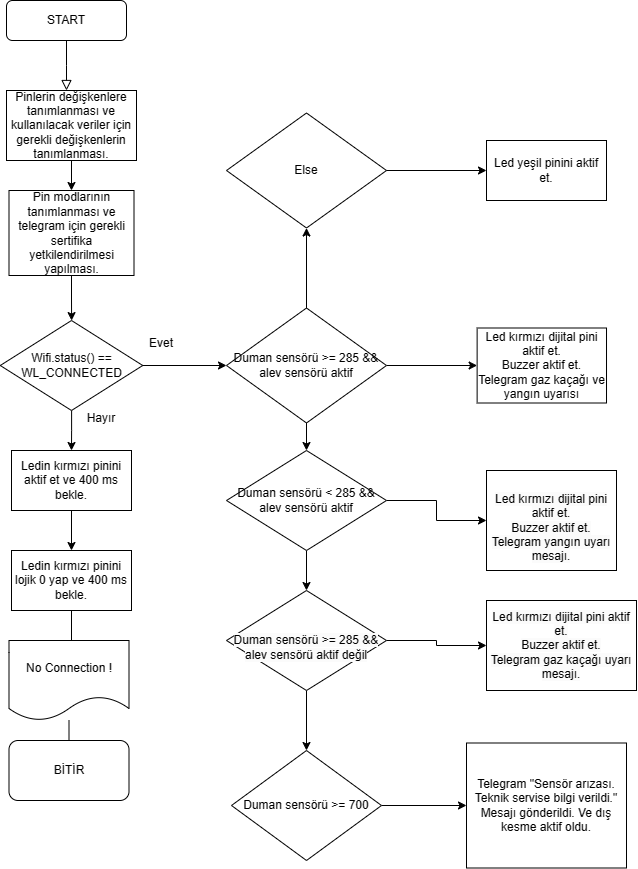 START
Pinlerin değişkenlere
tanımlanması ve
kullanılacak veriler için
gerekli değişkenlerin
tanımlanması.
Pin modlarının
tanımlanması ve
telegram için gerekli
sertifika
yetkilendirilmesi
yapılması.
Wifi.status() ==
WL_CONNECTED
Evet
Hayır
Ledin kırmızı pinini
aktif et ve 400 ms
bekle.
Ledin kırmızı pinini
lojik 0 yap ve 400 ms
bekle.
No Connection !
BİTİR
Else
Led yeşil pinini aktif
et.
Duman sensörü >= 285 &&
alev sensörü aktif
Led kırmızı dijital pini
aktif et.
Buzzer aktif et.
Telegram gaz kaçağı ve
yangın uyarısı
Duman sensörü < 285 &&
alev sensörü aktif
Led kırmızı dijital pini
aktif et.
Buzzer aktif et.
Telegram yangın uyarı
mesajı.
Duman sensörü >= 285 &&
alev sensörü aktif değil
Led kırmızı dijital pini aktif
et.
Buzzer aktif et.
Telegram gaz kaçağı uyarı
mesajı.
Duman sensörü >= 700
Telegram "Sensör arızası.
Teknik servise bilgi verildi."
Mesajı gönderildi. Ve dış
kesme aktif oldu.